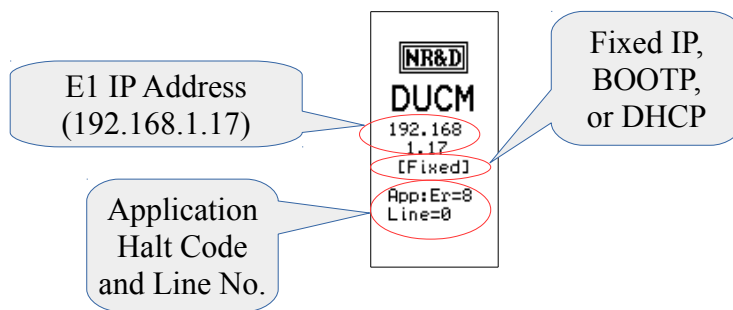 E1 IP Address
(192.168.1.17)
Application
Halt Code
and Line No.
NR&D
DUCM
192.168
1.17
[Fixed]
App:Er=8
Line=0
Fixed IP,
BOOTP,
or DHCP